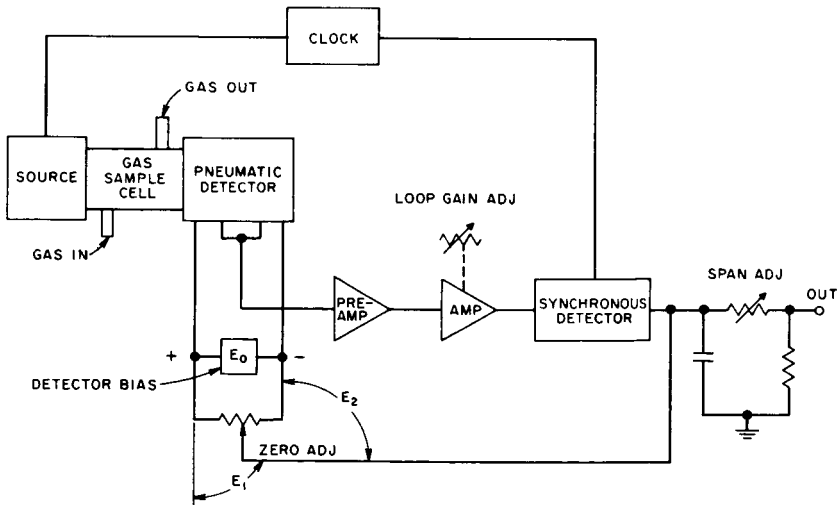 CLOCK
GAS OUT
SOURCE
GAS
SAMPLE
CELL
PNEUMATIC
DETECTOR
GAS IN
LOOP GAIN ADJ
PRE-
AMP
AMP
SYNCHRONOUS
DETECTOR
SPAN ADJ
OUT
+
E₀
-
DETECTOR BIAS
E₂
ZERO ADJ
E₁